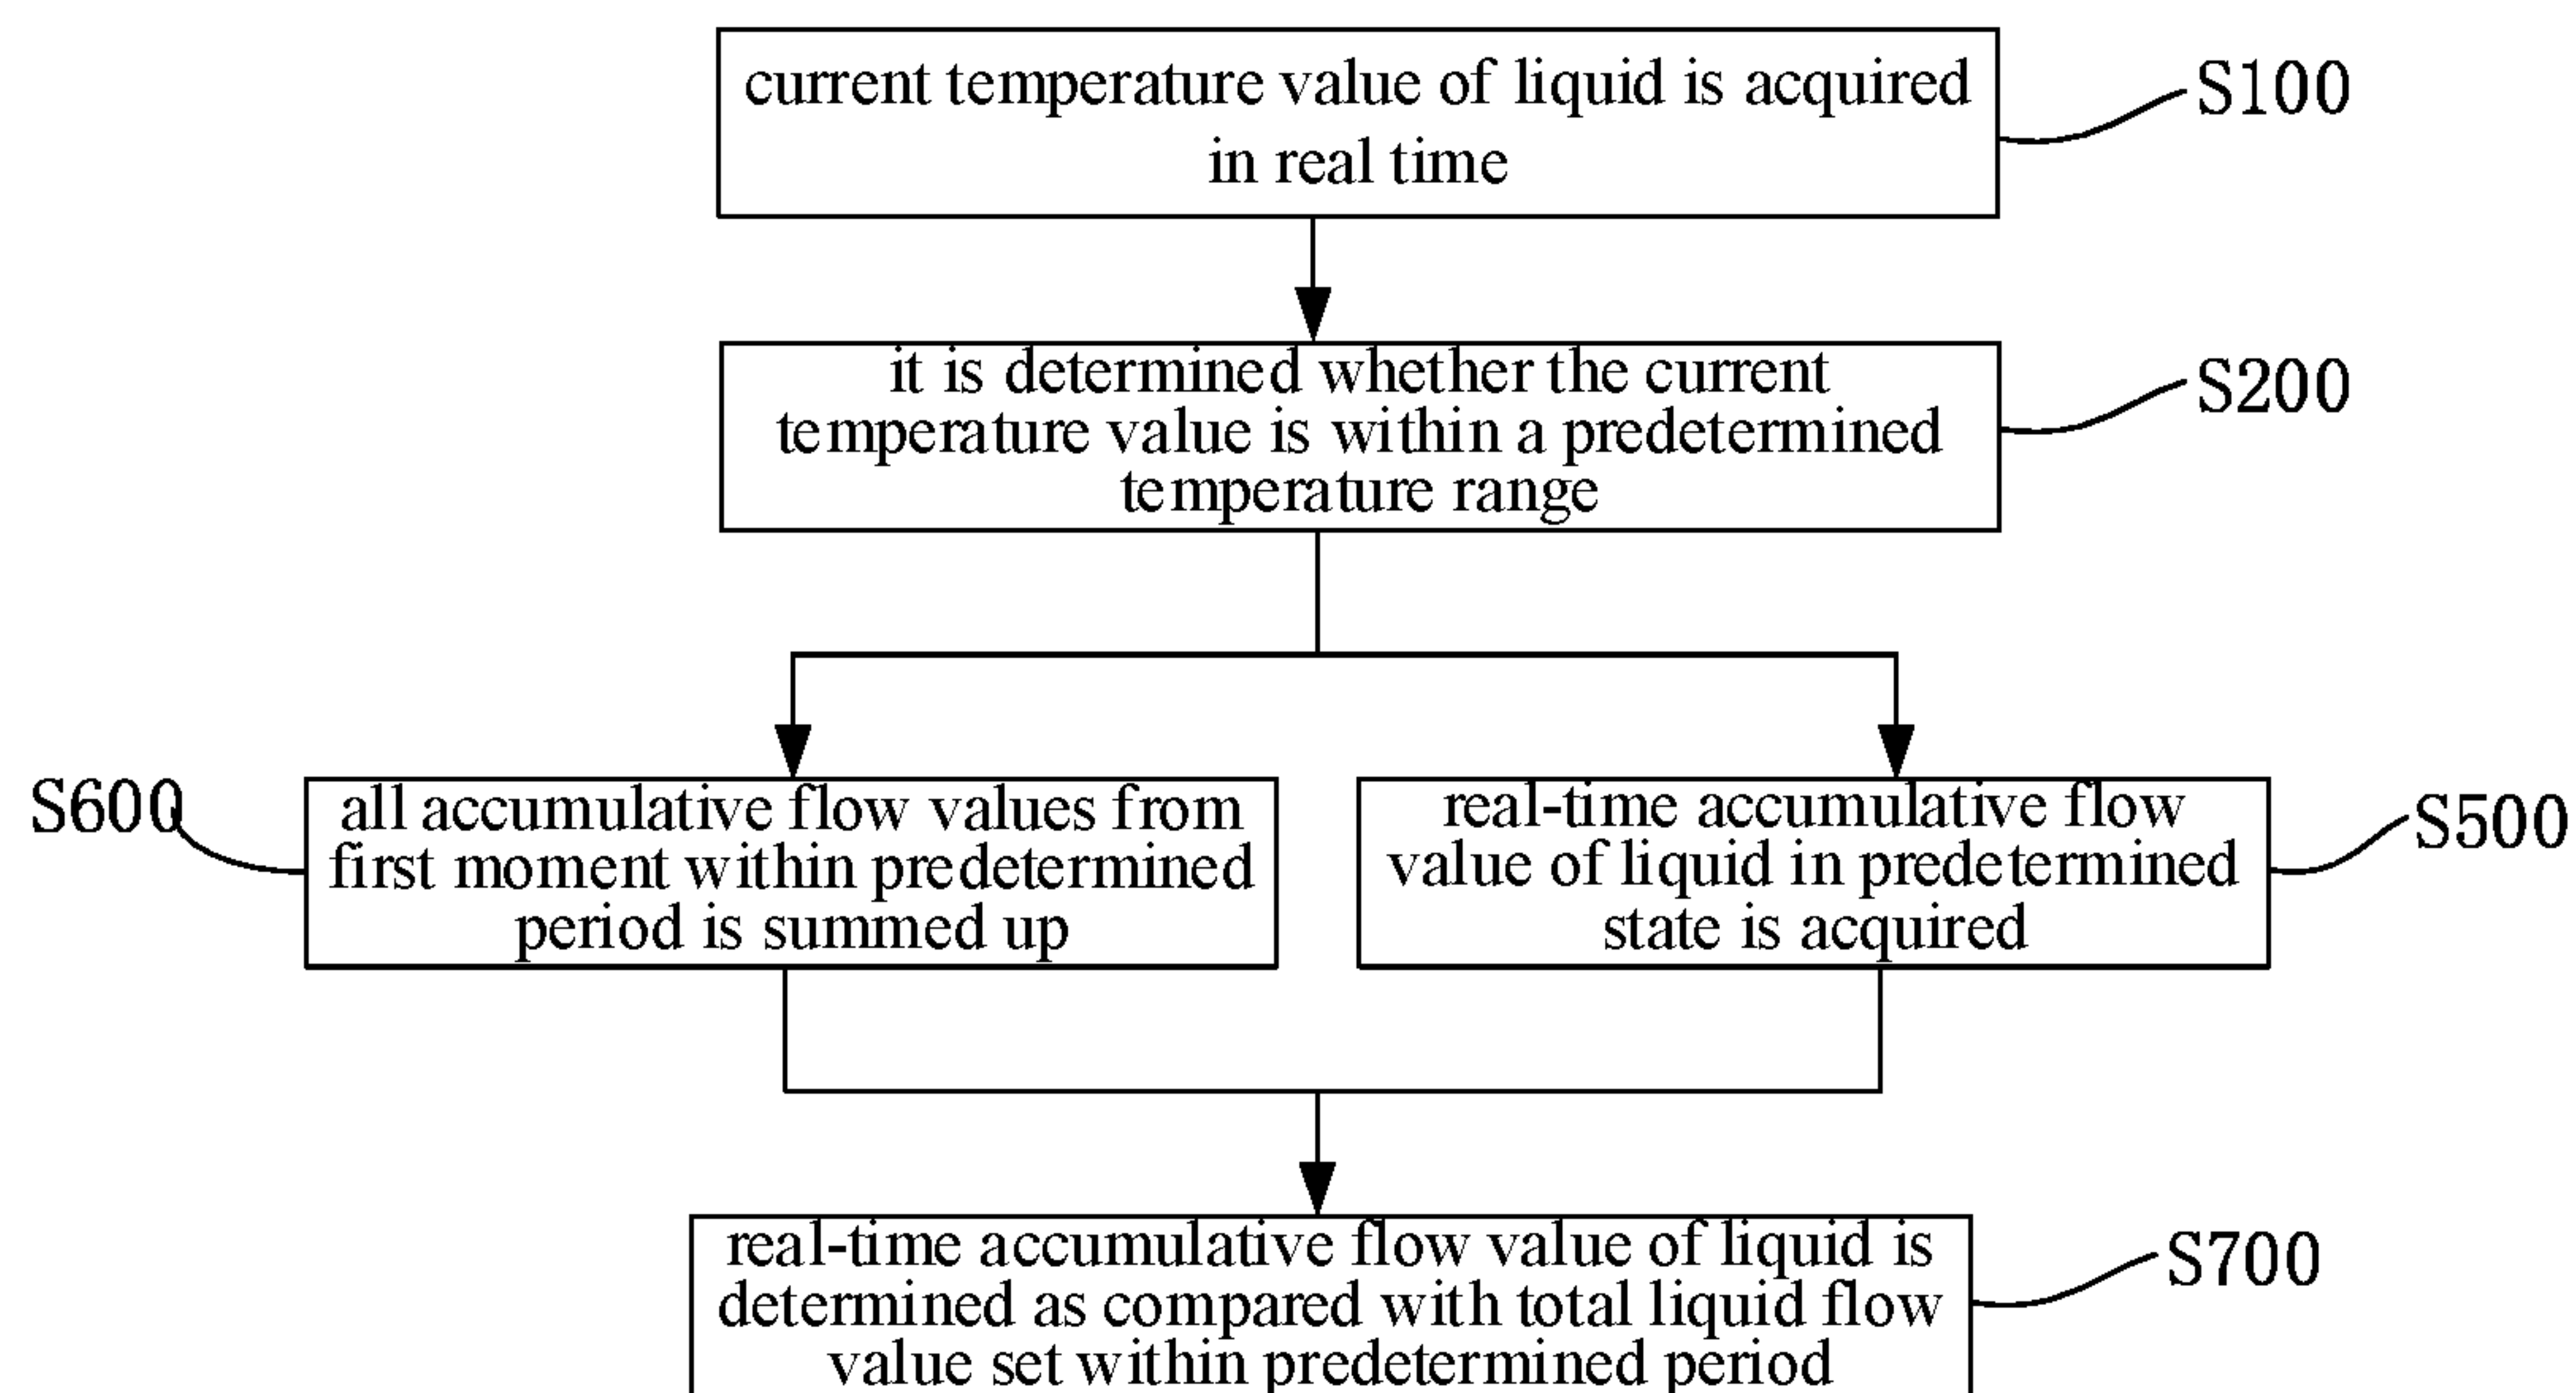 current temperature value of liquid is acquired
in real time
S100
it is determined whether the current
temperature value is within a predetermined
temperature range
S200
S600
all accumulative flow values from
first moment within predetermined
period is summed up
real-time accumulative flow
value of liquid in predetermined
state is acquired
S500
real-time accumulative flow value of liquid is
determined as compared with total liquid flow
value set within predetermined period
S700